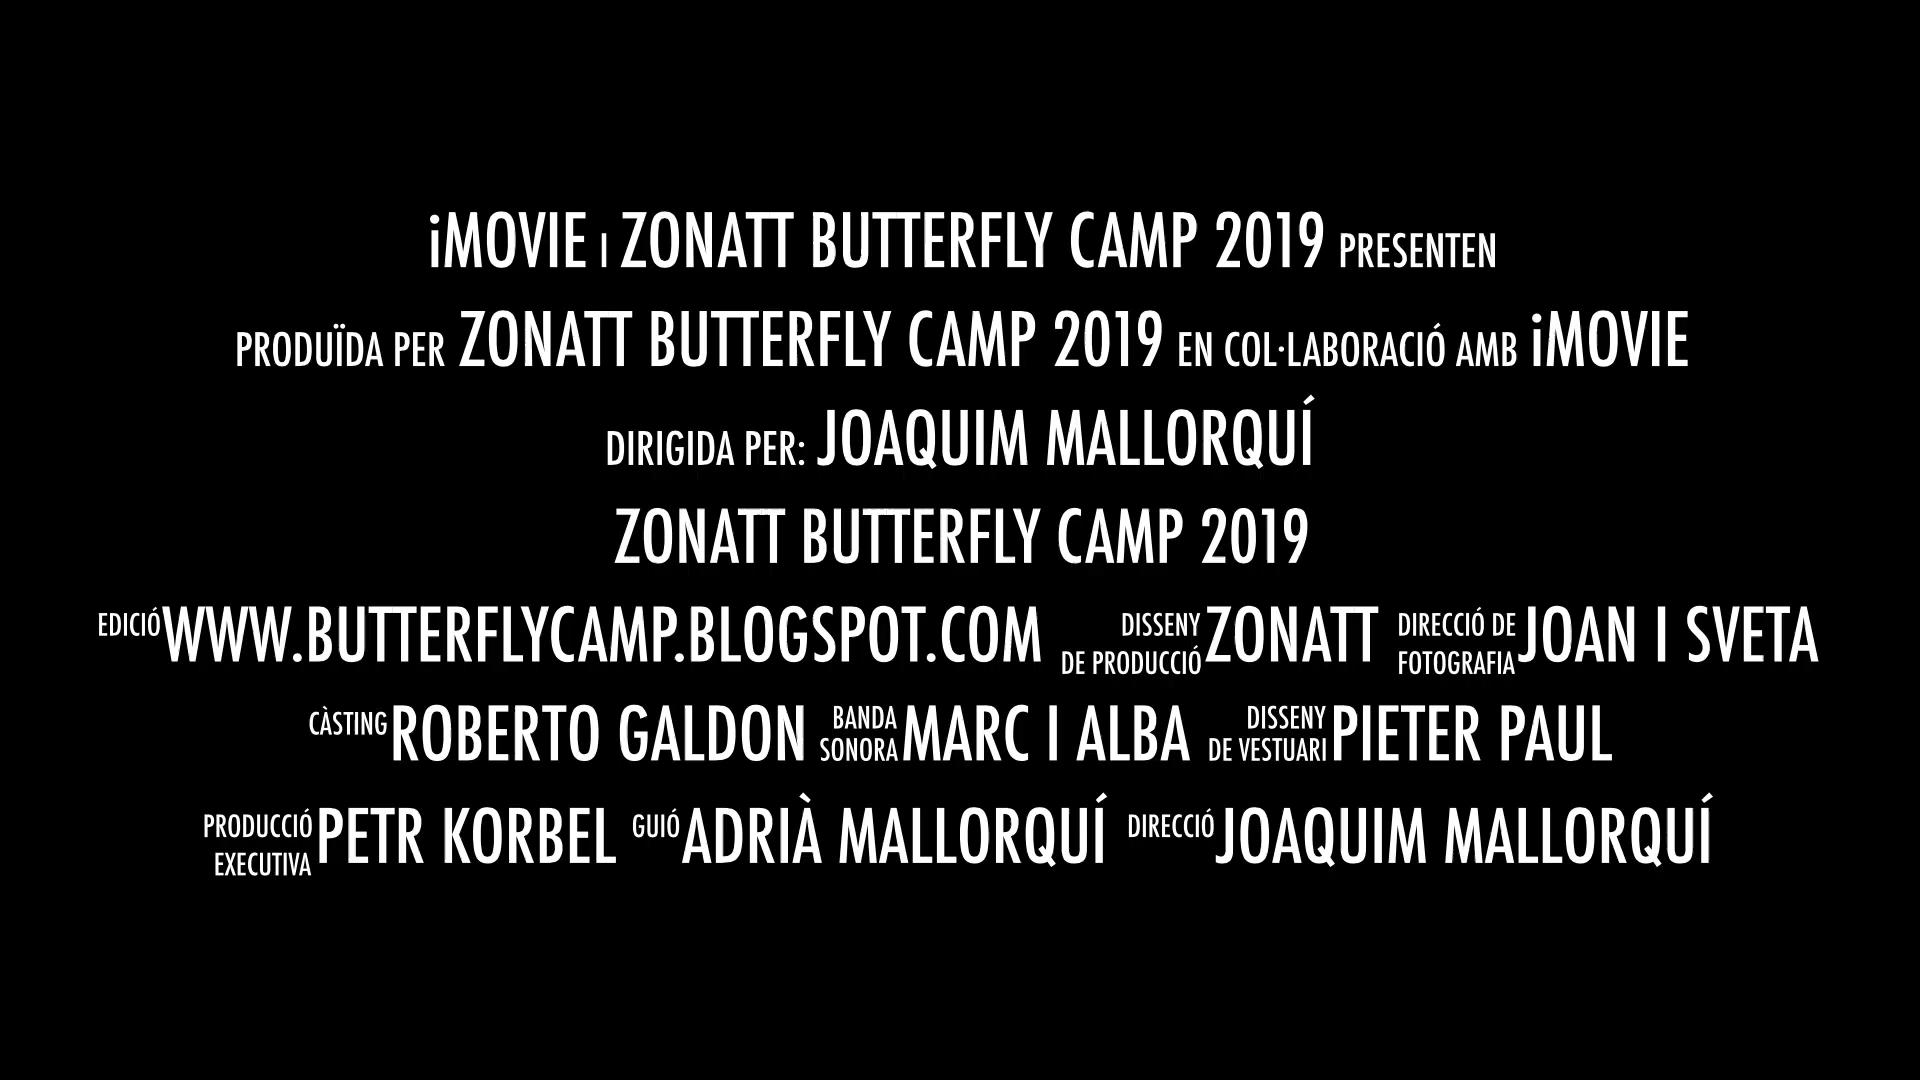 iMOVIE I ZONATT BUTTERFLY CAMP 2019 PRESENTEN
PRODUÏDA PER ZONATT BUTTERFLY CAMP 2019 EN COL·LABORACIÓ AMB iMOVIE
DIRIGIDA PER: JOAQUIM MALLORQUÍ
ZONATT BUTTERFLY CAMP 2019
EDICIÓ WWW.BUTTERFLYCAMP.BLOGSPOT.COM DISSENY DE PRODUCCIÓ ZONATT DIRECCIÓ DE FOTOGRAFIA JOAN I SVETA
CÀSTING ROBERTO GALDON BANDA SONORA MARC I ALBA DISSENY DE VESTUARI PIETER PAUL
PRODUCCIÓ EXECUTIVA PETR KORBEL GUIÓ ADRIÀ MALLORQUÍ DIRECCIÓ JOAQUIM MALLORQUÍ